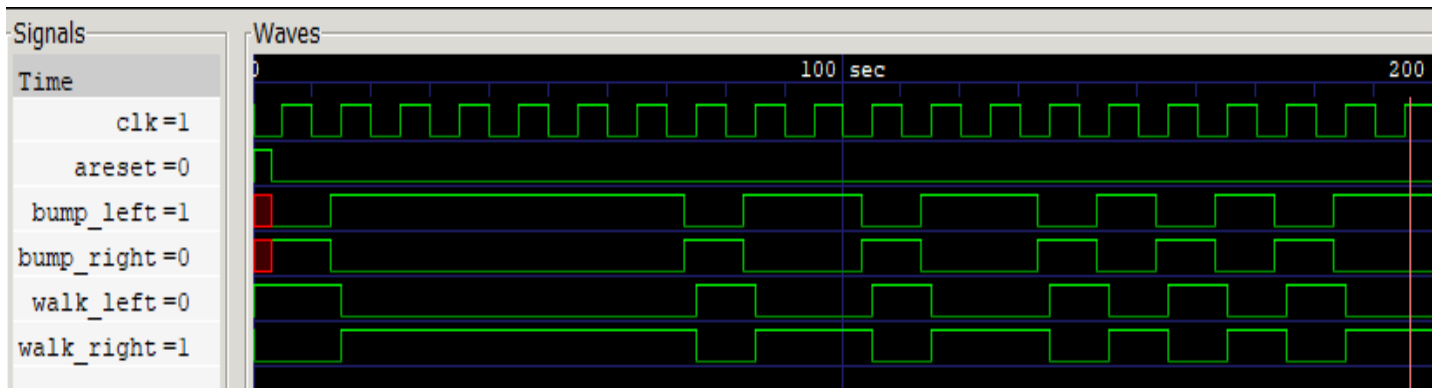 Signals
Waves
Time
0
100 sec
200
clk=1
areset=0
bump_left=1
bump_right=0
walk_left=0
walk_right=1